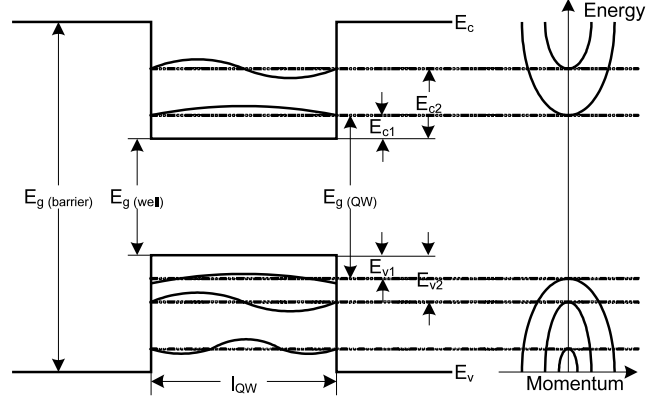 E_c
Energy
E_c2
E_c1
E_g (barrier)
E_g (well)
E_g (QW)
E_v1
E_v2
E_v
l_QW
Momentum